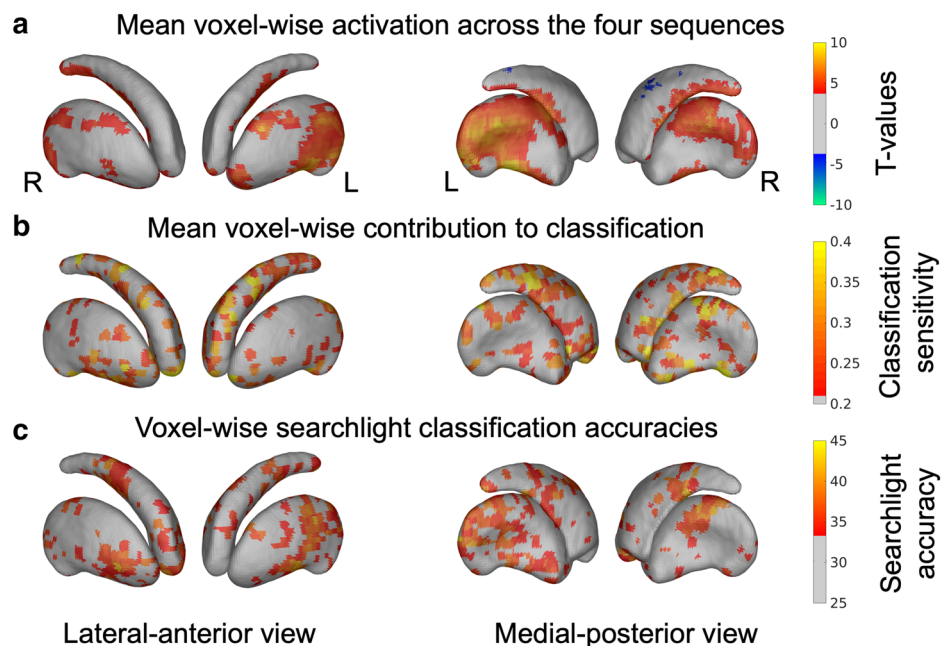 a Mean voxel-wise activation across the four sequences
R
L
L
R
10
5
0
-5
-10
T-values
b Mean voxel-wise contribution to classification
0.4
0.35
0.3
0.25
0.2
Classification
sensitivity
c Voxel-wise searchlight classification accuracies
45
40
35
30
25
Searchlight
accuracy
Lateral-anterior view
Medial-posterior view